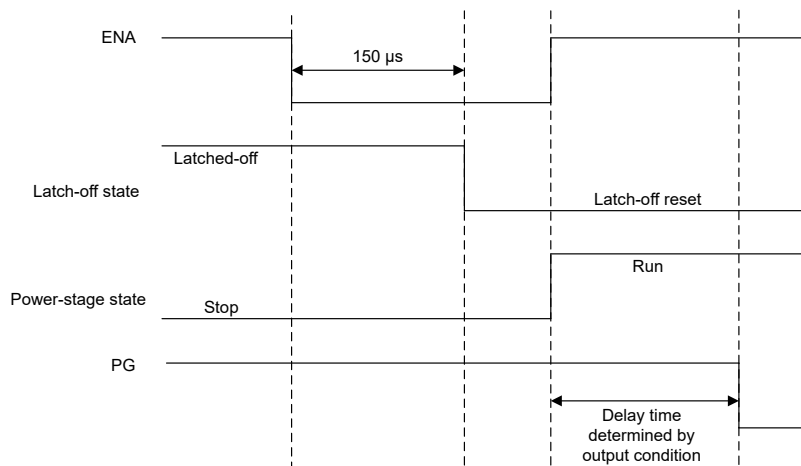 ENA
150 µs
Latched-off
Latch-off state
Latch-off reset
Run
Power-stage state
Stop
PG
Delay time
determined by
output condition